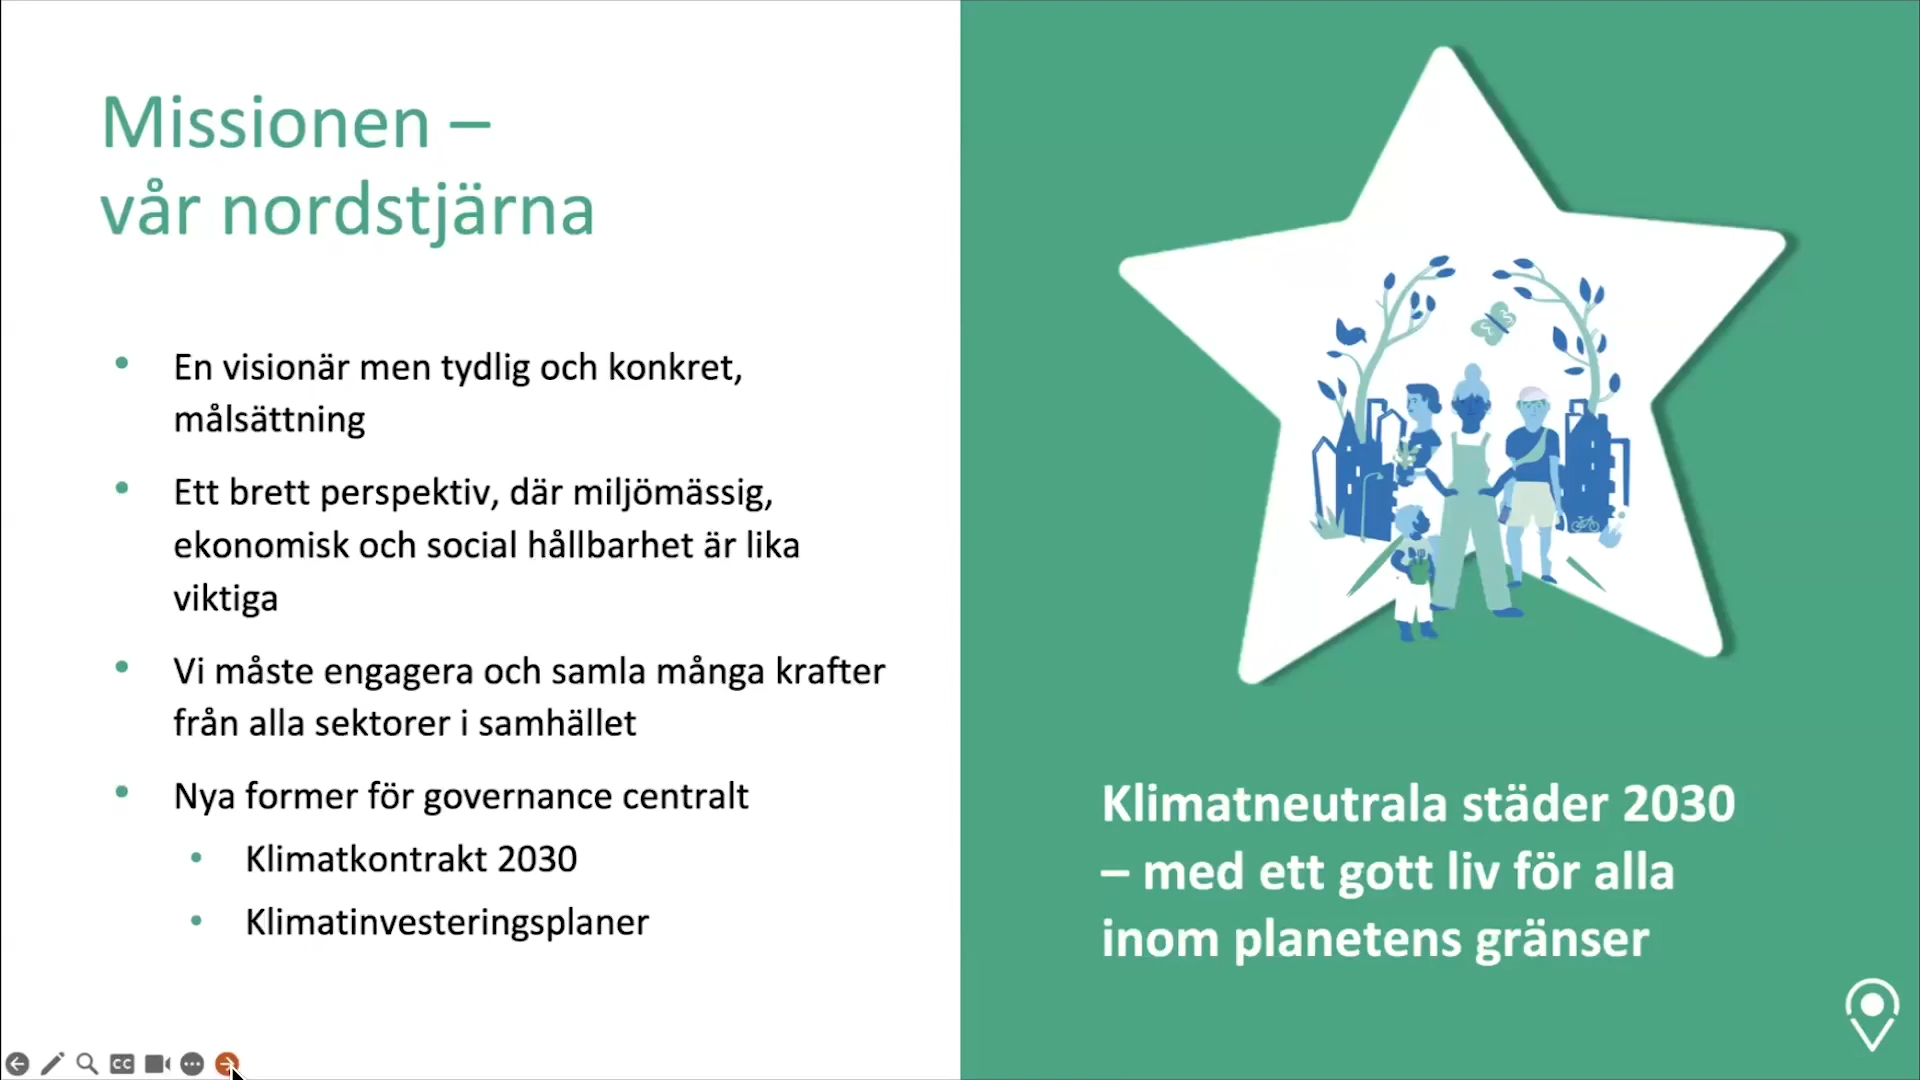 Missionen –
vår nordstjärna
• En visionär men tydlig och konkret,
målsättning
• Ett brett perspektiv, där miljömässig,
ekonomisk och social hållbarhet är lika
viktiga
• Vi måste engagera och samla många krafter
från alla sektorer i samhället
• Nya former för governance centralt
• Klimatkontrakt 2030
• Klimatinvesteringsplaner
Klimatneutrala städer 2030
– med ett gott liv för alla
inom planetens gränser
CC